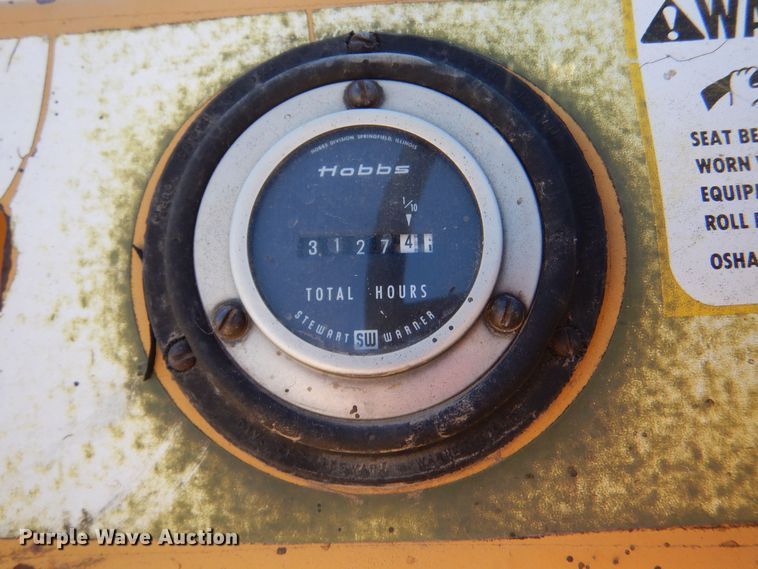 HOBBS DIVISION SPRINGFIELD, ILLINOIS
Hobbs
1/10
3 1 2 7 4
TOTAL HOURS
STEWART SW WARNER
WA
SEAT BE
WORN
EQUIP
ROLL
OSHA
Purple Wave Auction